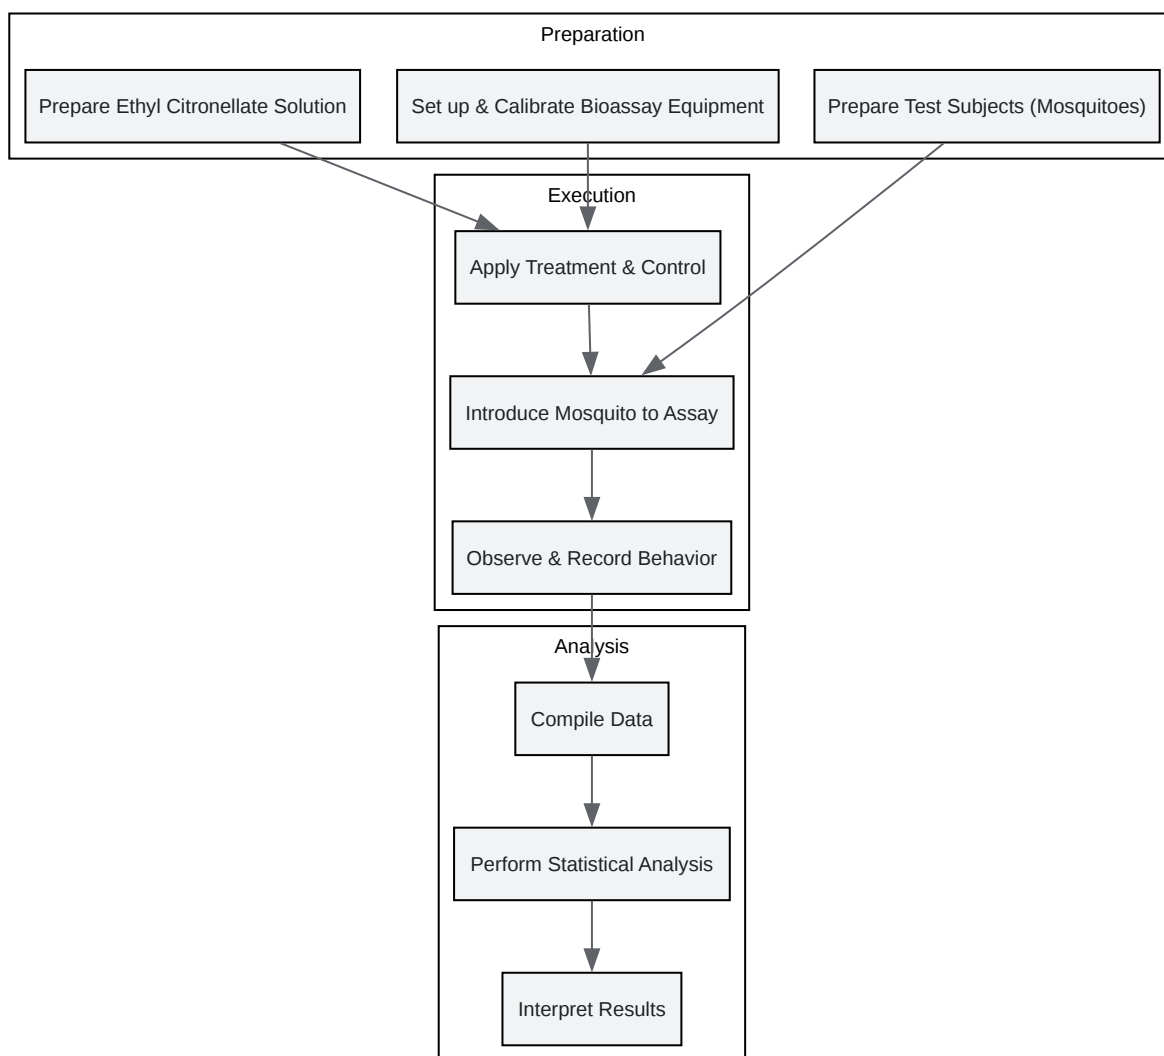 Preparation
Prepare Ethyl Citronellate Solution
Set up & Calibrate Bioassay Equipment
Prepare Test Subjects (Mosquitoes)
Execution
Apply Treatment & Control
Introduce Mosquito to Assay
Observe & Record Behavior
Analysis
Compile Data
Perform Statistical Analysis
Interpret Results